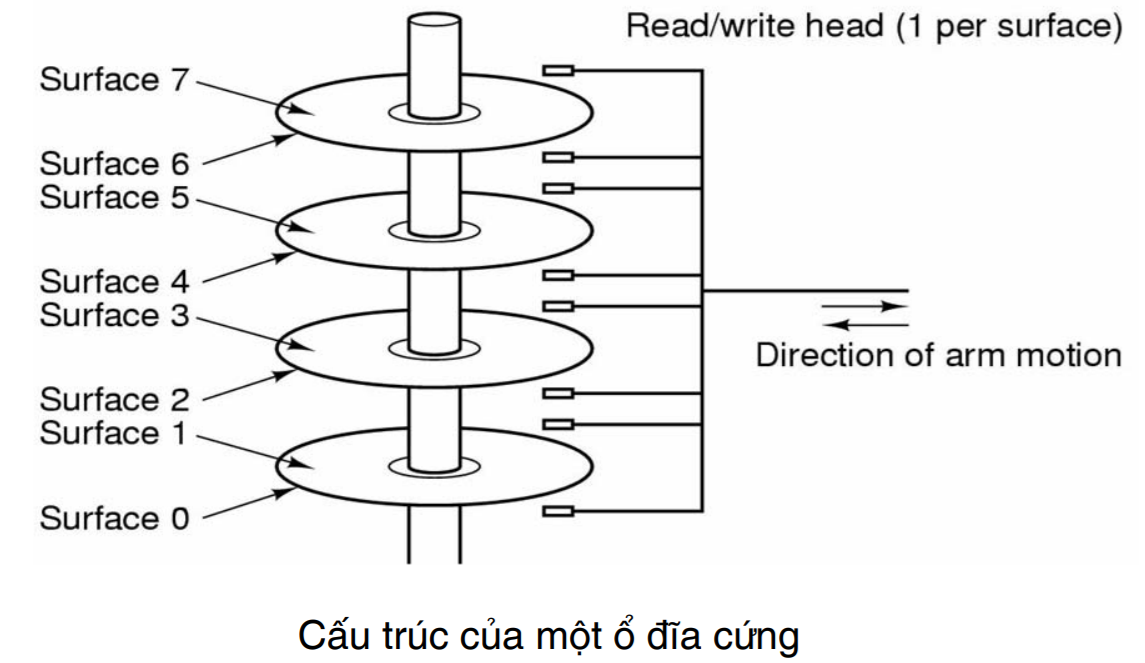 Read/write head (1 per surface)
Surface 7
Surface 6
Surface 5
Surface 4
Surface 3
Direction of arm motion
Surface 2
Surface 1
Surface 0
Cấu trúc của một ổ đĩa cứng